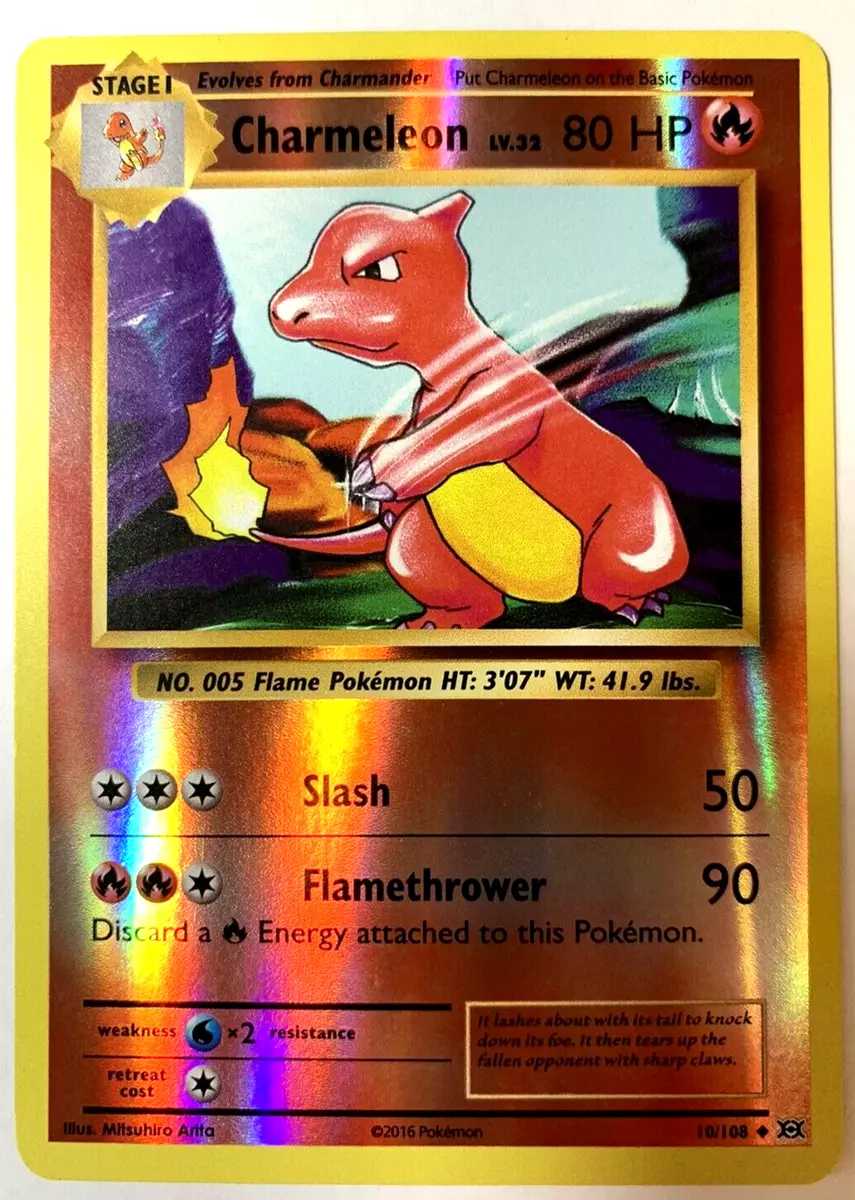 STAGE 1 Evolves from Charmander Put Charmeleon on the Basic Pokémon
Charmeleon LV.32 80 HP
NO. 005 Flame Pokémon HT: 3'07" WT: 41.9 lbs.
Slash 50
Flamethrower 90
Discard a Energy attached to this Pokémon.
weakness ×2 resistance
retreat
cost
It lashes about with its tail to knock
down its foe. It then tears up the
fallen opponent with sharp claws.
Illus. Mitsuhiro Arita ©2016 Pokémon 10/108